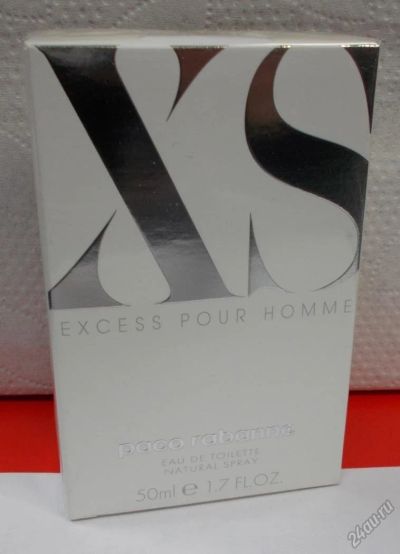 XS
EXCESS POUR HOMME
paco rabanne
EAU DE TOILETTE
NATURAL SPRAY
50ml e 1.7 FL.OZ.
24au.ru